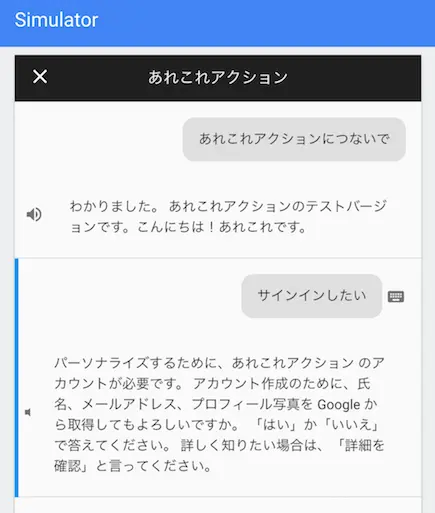 Simulator
あれこれアクション
あれこれアクションにつないで
わかりました。 あれこれアクションのテストバージ
ョンです。こんにちは！あれこれです。
サインインしたい
パーソナライズするために、あれこれアクション のア
カウントが必要です。 アカウント作成のために、氏
名、メールアドレス、プロフィール写真を Google か
ら取得してもよろしいですか。 「はい」か「いいえ」
で答えてください。 詳しく知りたい場合は、「詳細を
確認」と言ってください。